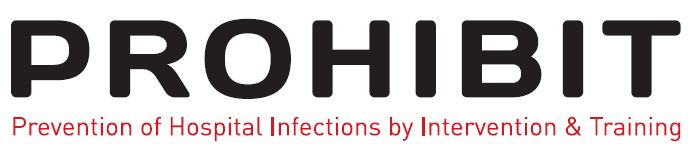 PROHIBIT
Prevention of Hospital Infections by Intervention & Training